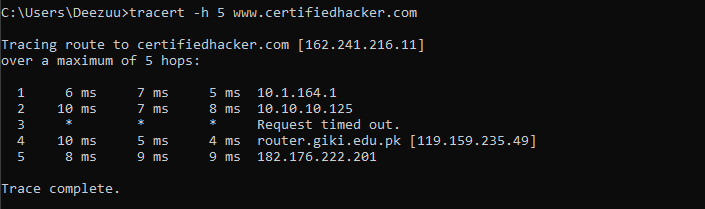 C:\Users\Deezuu>tracert -h 5 www.certifiedhacker.com
Tracing route to certifiedhacker.com [162.241.216.11]
over a maximum of 5 hops:
1 6 ms 7 ms 5 ms 10.1.164.1
2 10 ms 7 ms 8 ms 10.10.10.125
3 * * * Request timed out.
4 10 ms 5 ms 4 ms router.giki.edu.pk [119.159.235.49]
5 8 ms 9 ms 9 ms 182.176.222.201
Trace complete.